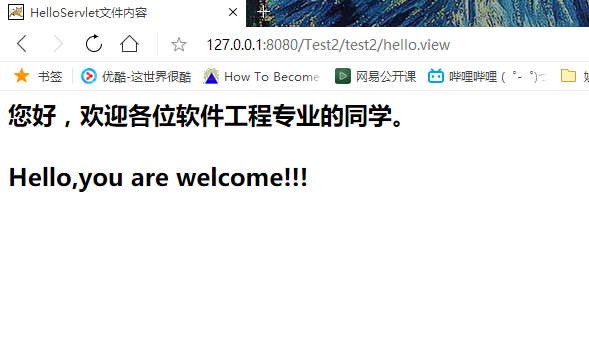 HelloServlet文件内容
127.0.0.1:8080/Test2/test2/hello.view
书签 优酷-这世界很酷 How To Become 网易公开课 哔哩哔哩 ( ゜- ゜)つ
您好，欢迎各位软件工程专业的同学。
Hello,you are welcome!!!